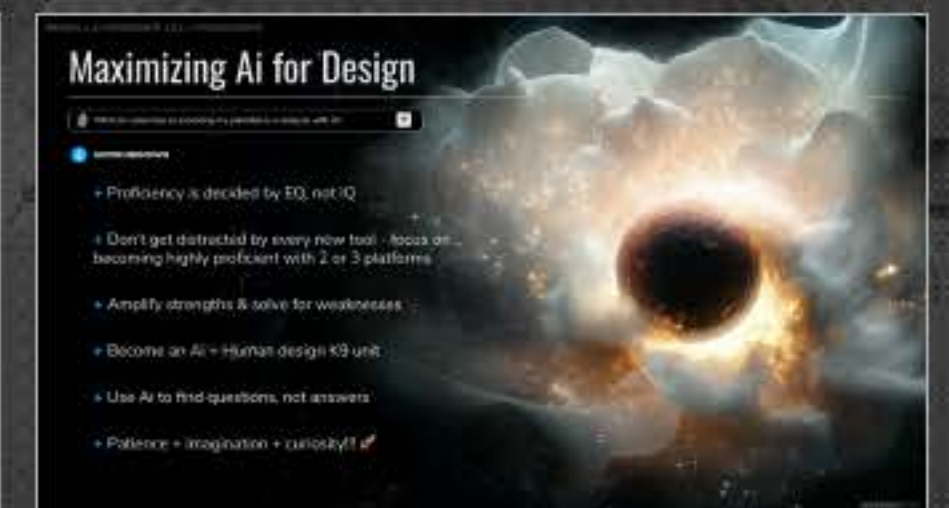 Maximizing Ai for Design
+ Proficiency is decided by EQ, not IQ
+ Don't get distracted by every new tool - focus on...
becoming highly proficient with 2 or 3 platforms
+ Amplify strengths & solve for weaknesses
+ Become an Ai + Human design K9 unit
+ Use Ai to find questions, not answers
+ Patience + imagination + curiosity!!! 🚀